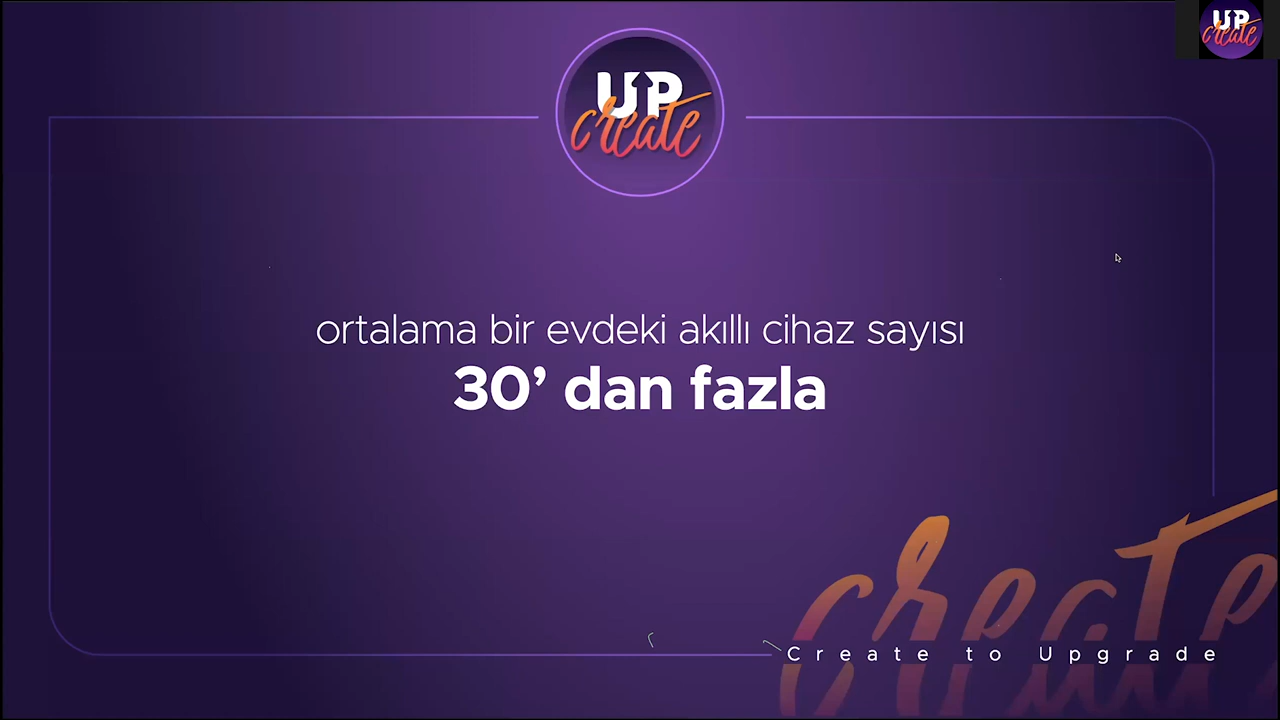 UP
create
UP
create
ortalama bir evdeki akıllı cihaz sayısı
30’ dan fazla
create
Create to Upgrade